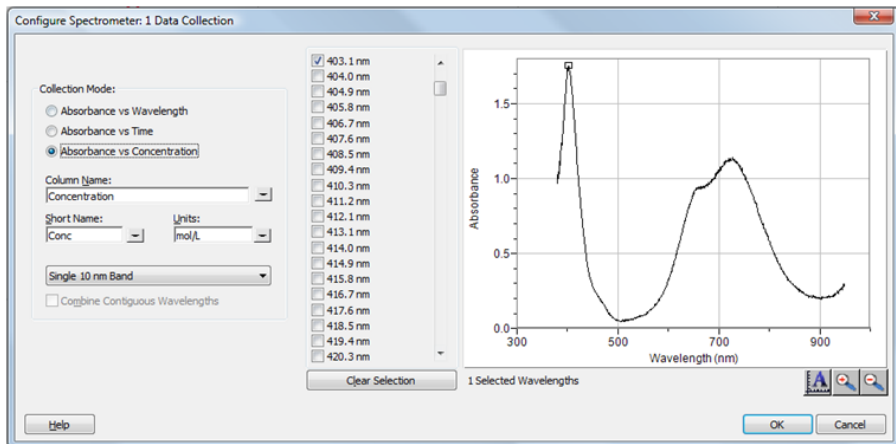 Configure Spectrometer: 1 Data Collection
Collection Mode:
Absorbance vs Wavelength
Absorbance vs Time
Absorbance vs Concentration
Column Name:
Concentration
Short Name: Units:
Conc mol/L
Single 10 nm Band
Combine Contiguous Wavelengths
403.1 nm
404.0 nm
404.9 nm
405.8 nm
406.7 nm
407.6 nm
408.5 nm
409.4 nm
410.3 nm
411.2 nm
412.1 nm
413.1 nm
414.0 nm
414.9 nm
415.8 nm
416.7 nm
417.6 nm
418.5 nm
419.4 nm
420.3 nm
Clear Selection
Absorbance
1.5
1.0
0.5
0.0
300 500 700 900
Wavelength (nm)
1 Selected Wavelengths
A
Help OK Cancel